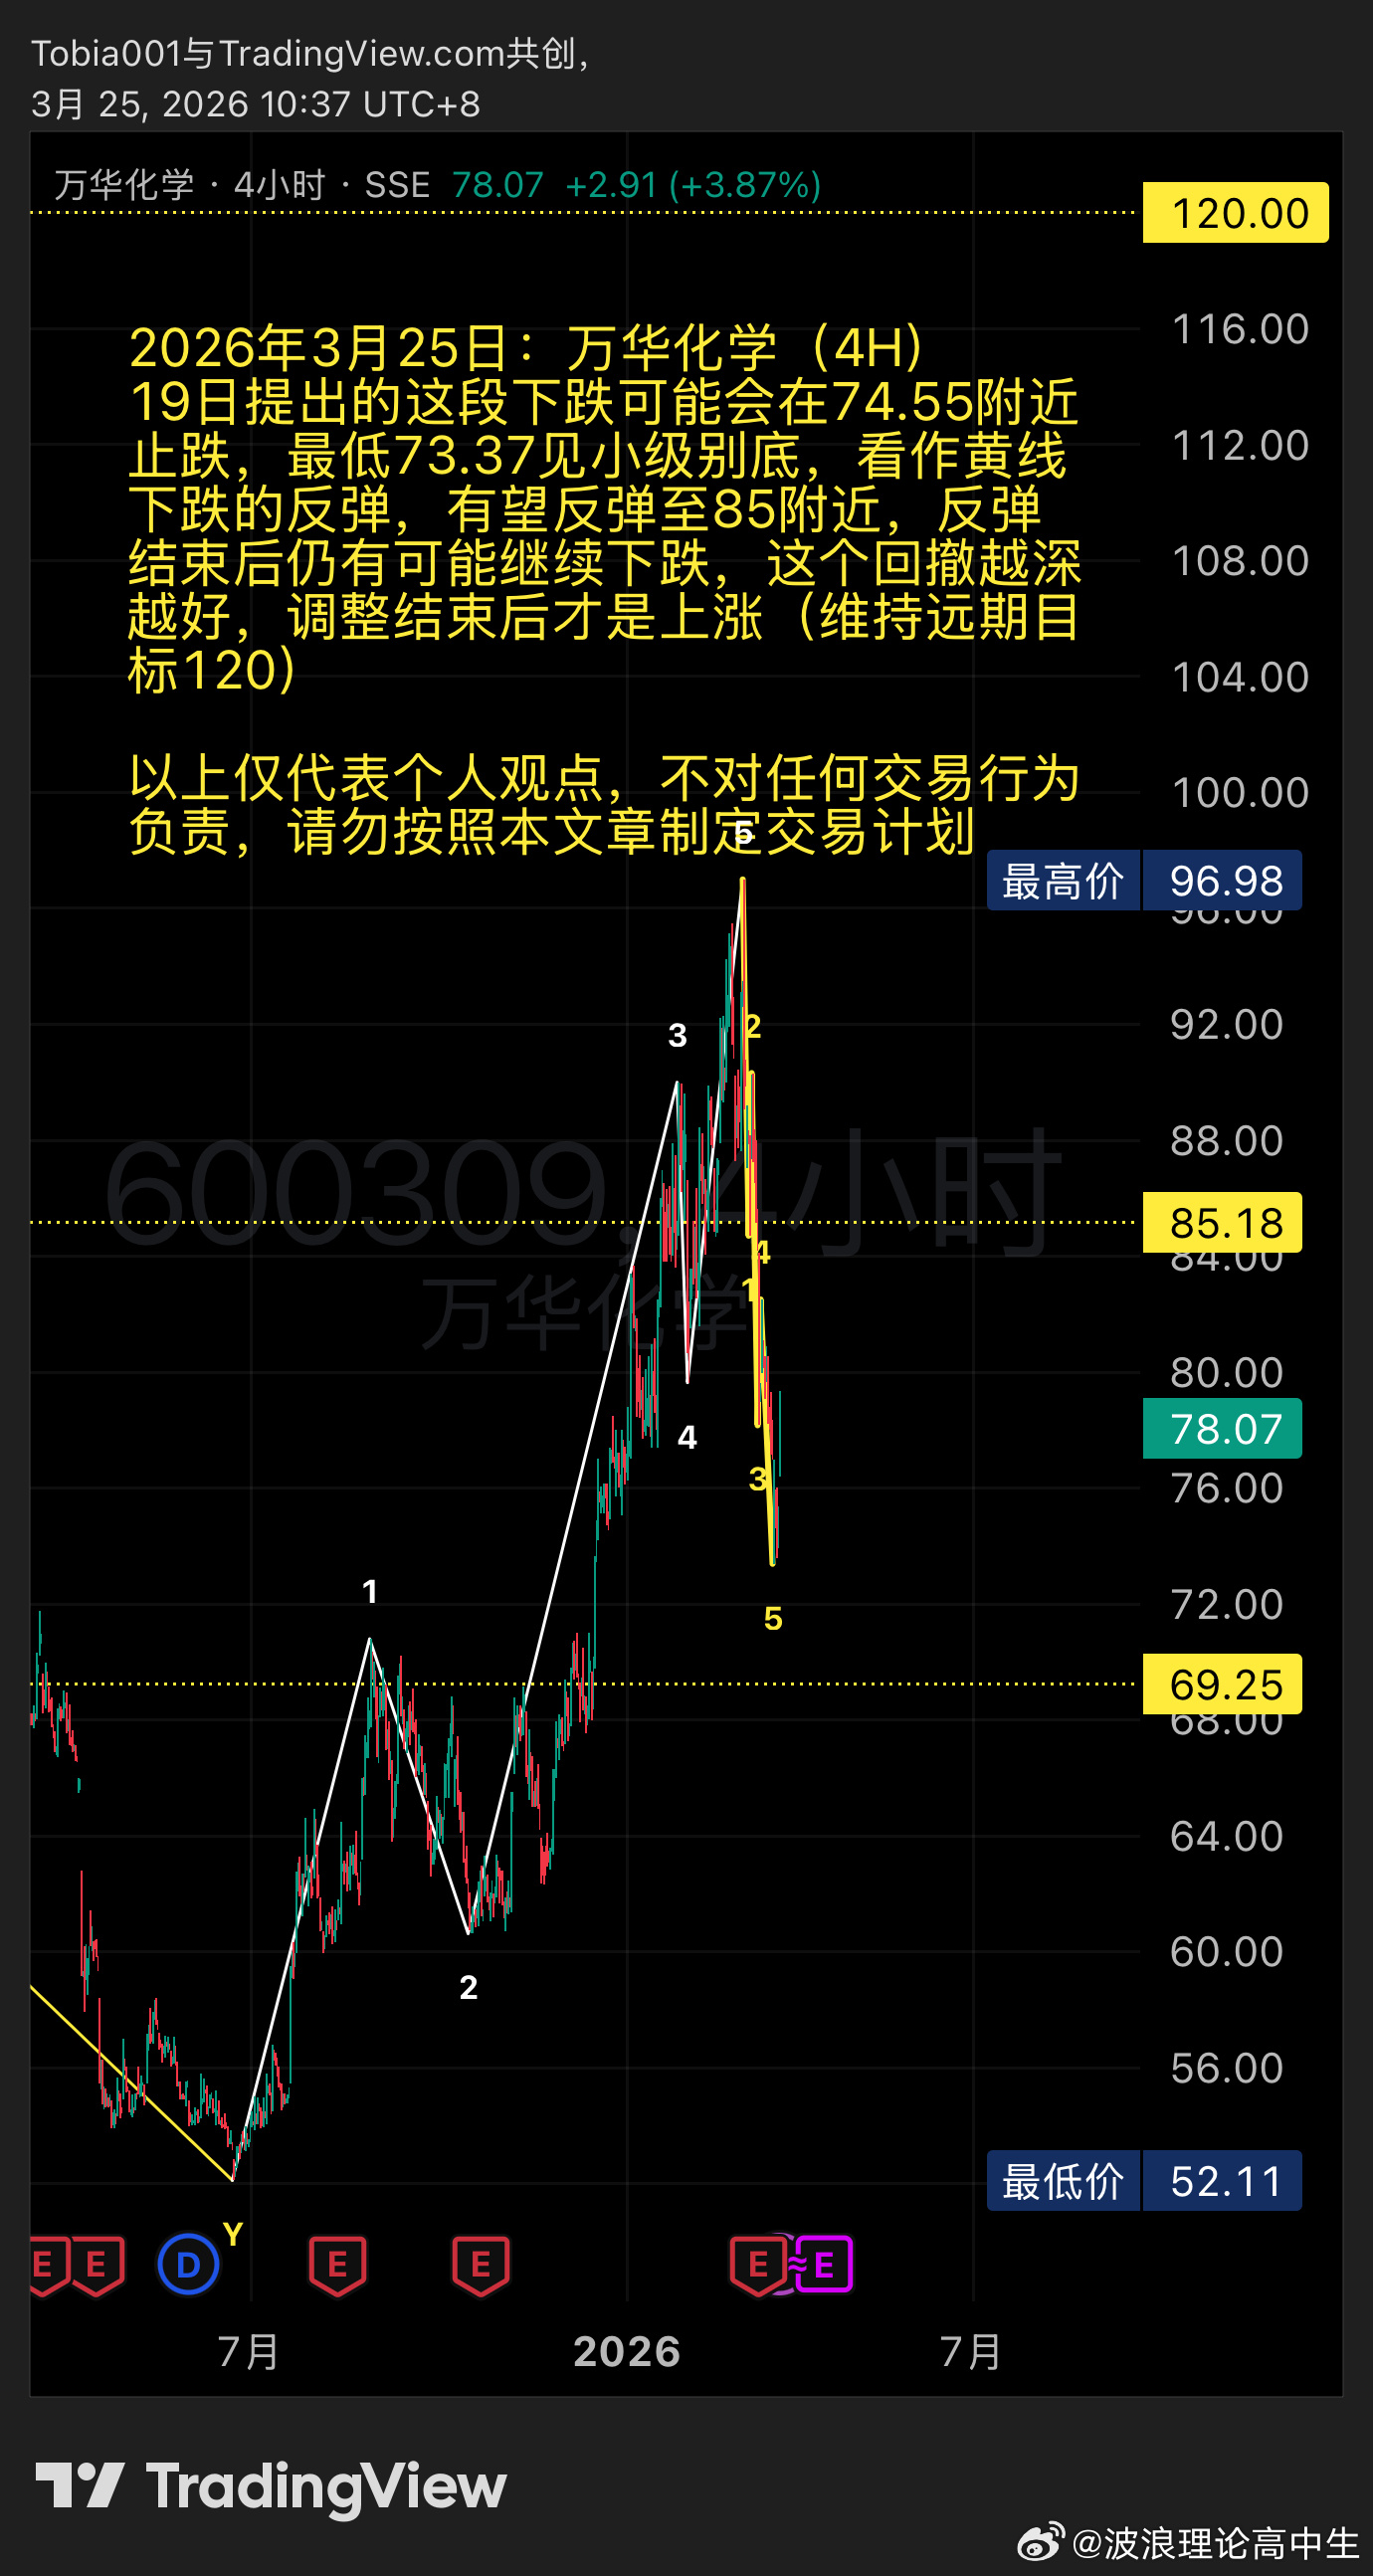 Tobia001与TradingView.com共创，
3月 25, 2026 10:37 UTC+8
万华化学 · 4小时 · SSE 78.07 +2.91 (+3.87%)
120.00
2026年3月25日：万华化学（4H）
19日提出的这段下跌可能会在74.55附近
止跌，最低73.37见小级别底，看作黄线
下跌的反弹，有望反弹至85附近，反弹
结束后仍有可能继续下跌，这个回撤越深
越好，调整结束后才是上涨（维持远期目
标120）
以上仅代表个人观点，不对任何交易行为
负责，请勿按照本文章制定交易计划
116.00
112.00
108.00
104.00
100.00
5
最高价 96.98
96.00
2
92.00
3
88.00
600309, 4小时
万华化学
85.18
84.00
4
1
80.00
4
78.07
3
76.00
1
72.00
5
69.25
68.00
64.00
60.00
2
56.00
最低价 52.11
Y
E E D E E E ≈ E
7月 2026 7月
TradingView
@波浪理论高中生